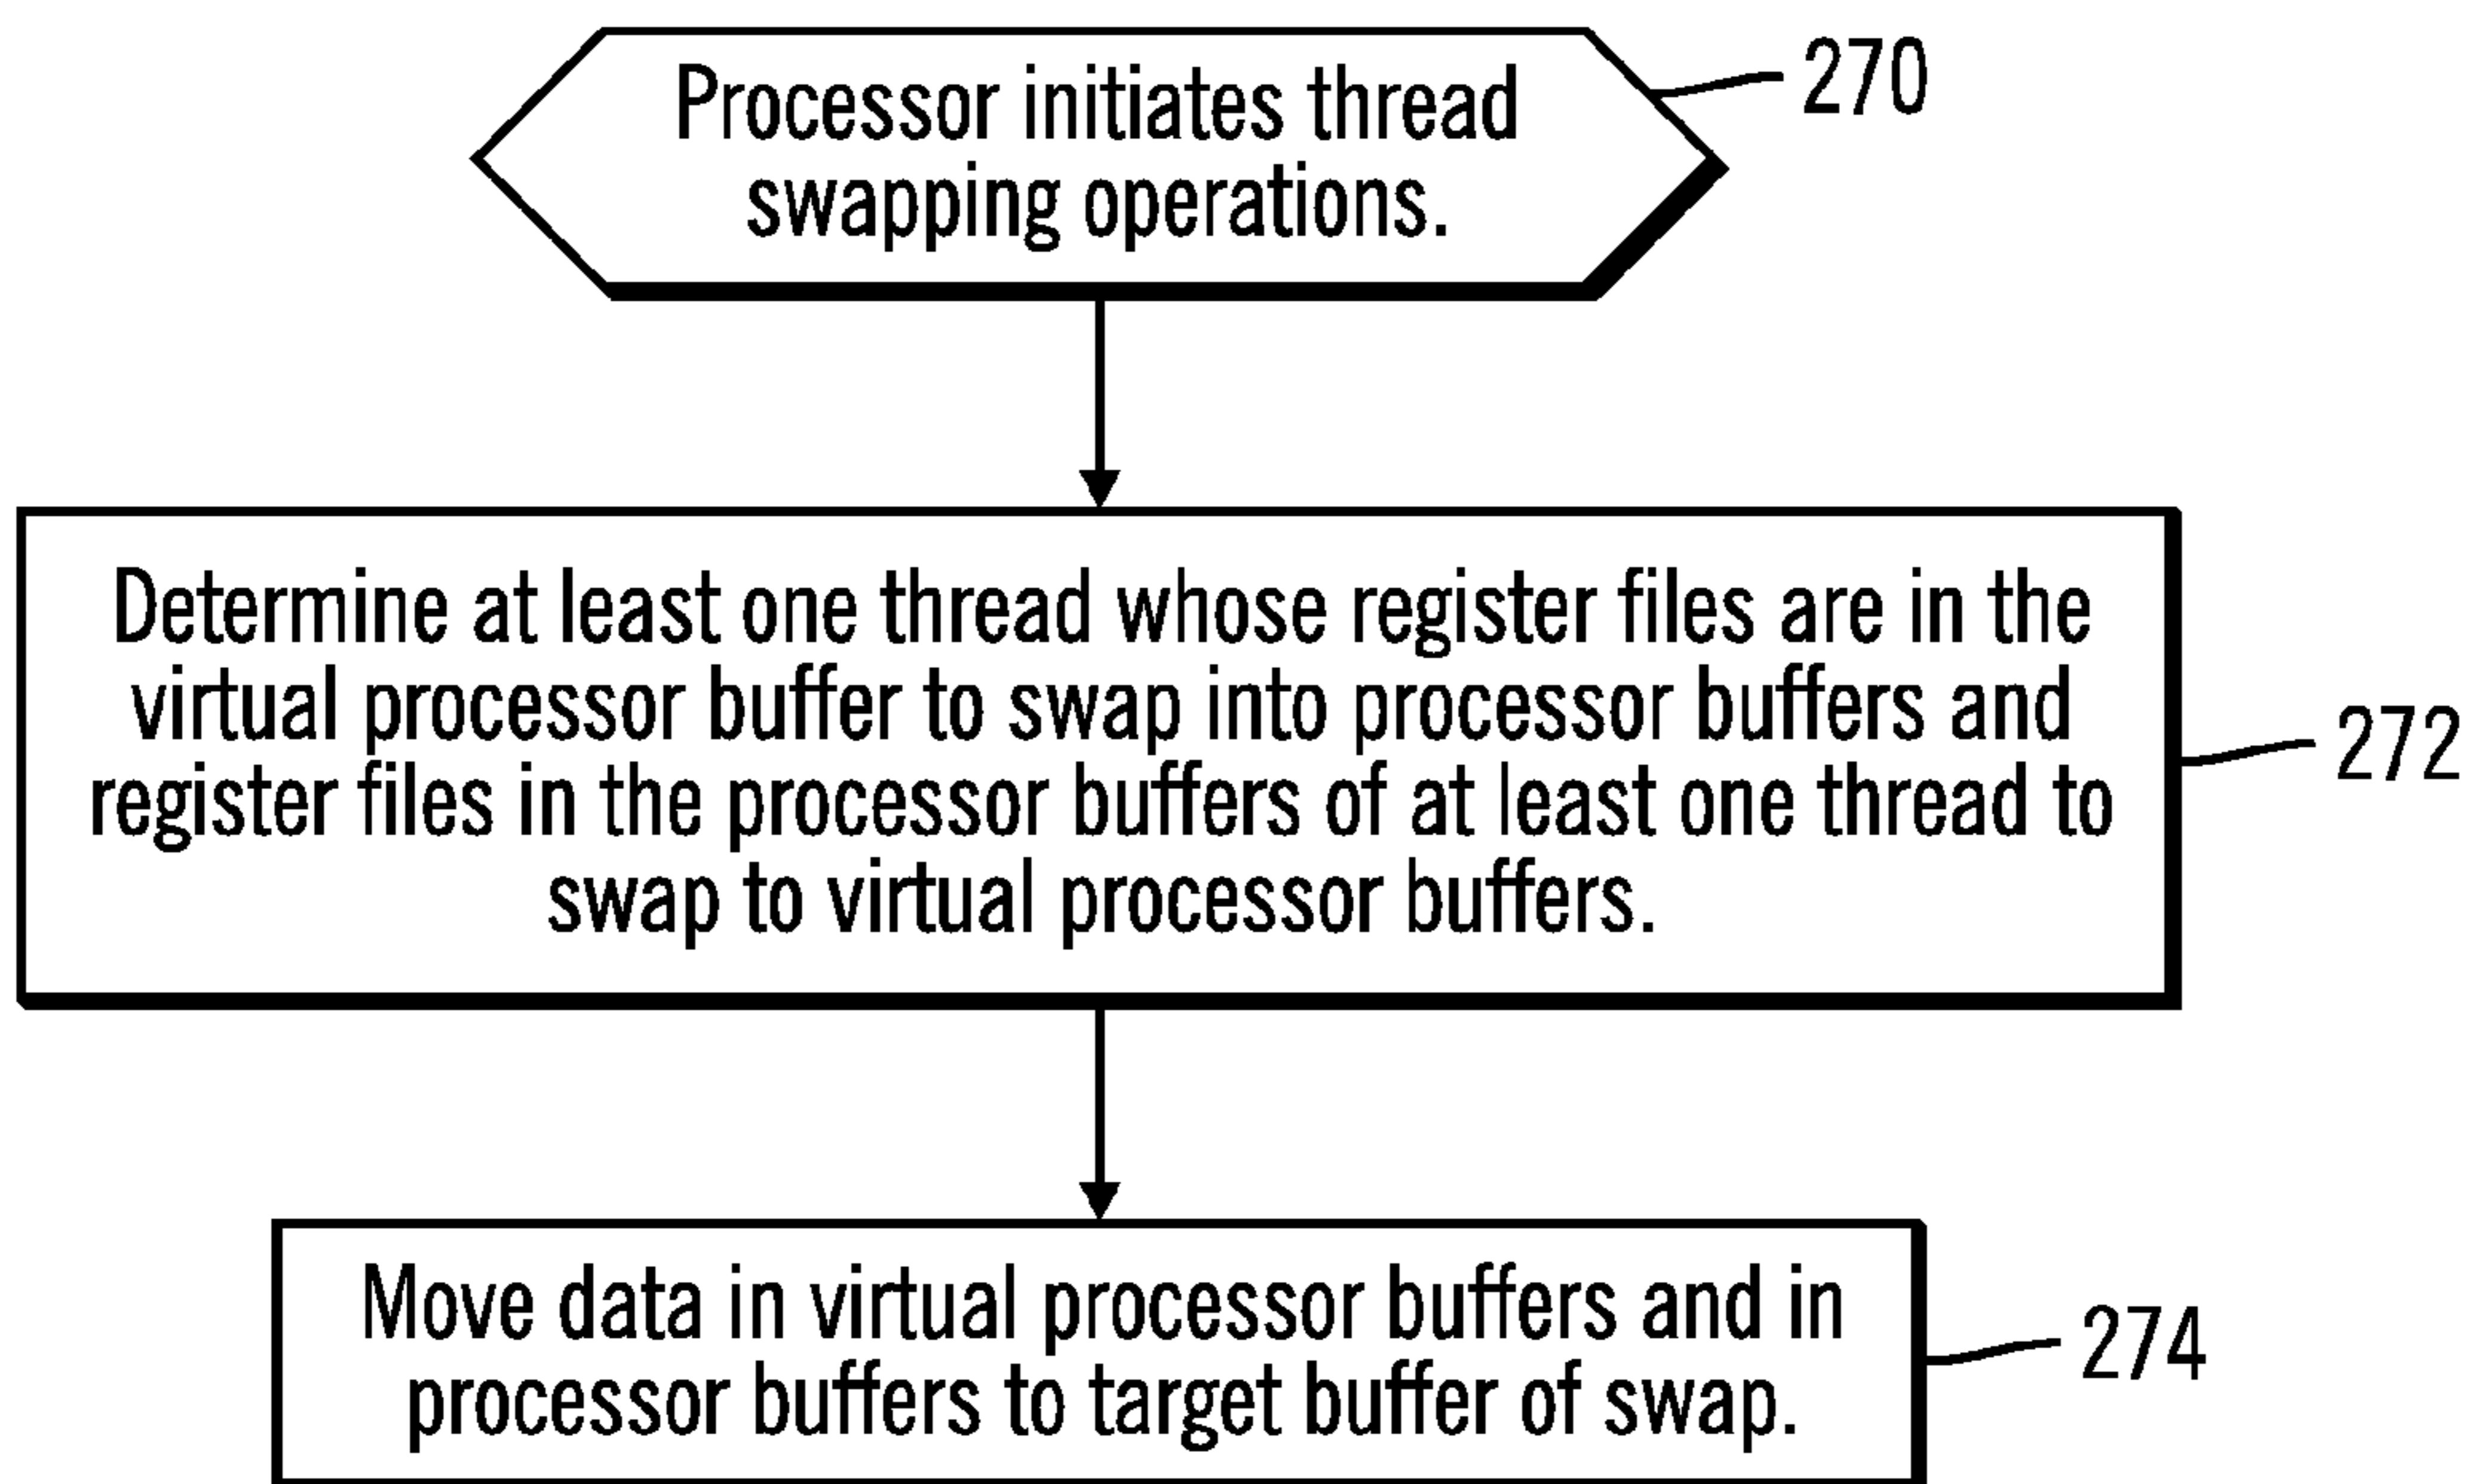 Processor initiates thread
swapping operations.
270
Determine at least one thread whose register files are in the
virtual processor buffer to swap into processor buffers and
register files in the processor buffers of at least one thread to
swap to virtual processor buffers.
272
Move data in virtual processor buffers and in
processor buffers to target buffer of swap.
274